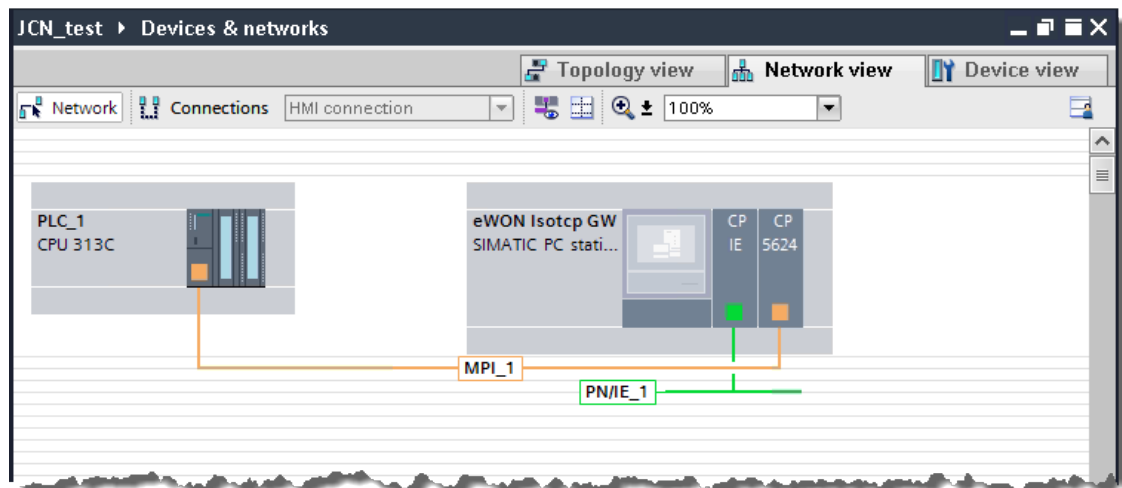 JCN_test ▸ Devices & networks
Topology view
Network view
Device view
Network
Connections
HMI connection
100%
PLC_1
CPU 313C
eWON Isotcp GW
SIMATIC PC stati...
CP
IE
CP
5624
MPI_1
PN/IE_1